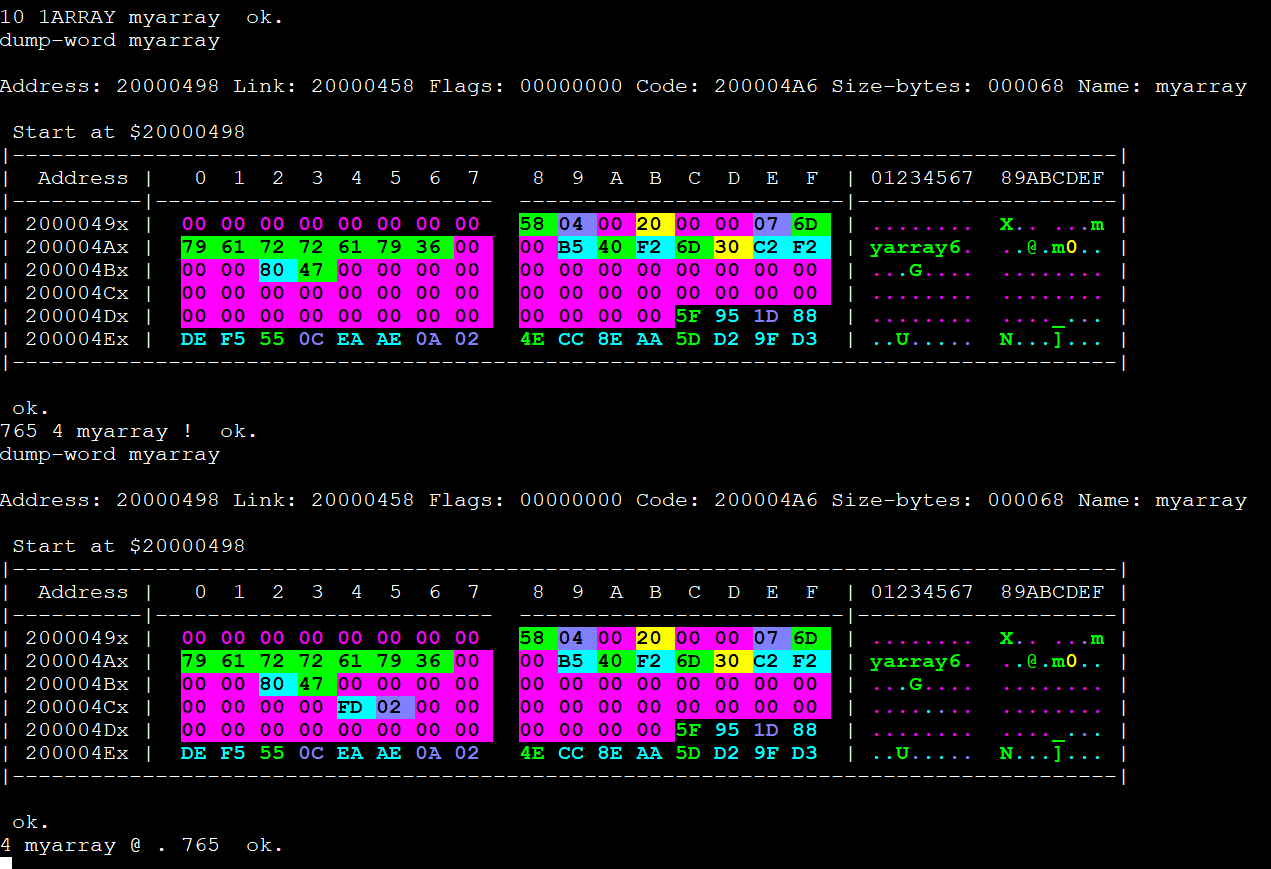 10 1ARRAY myarray  ok.
dump-word myarray
Address: 20000498 Link: 20000458 Flags: 00000000 Code: 200004A6 Size-bytes: 000068 Name: myarray
Start at $20000498
|-------------------------------------------------------------------------------------|
|  Address |   0  1  2  3  4  5  6  7   8  9  A  B  C  D  E  F  | 01234567  89ABCDEF |
|----------|--------------------------  ------------------------|--------------------|
| 2000049x |  00 00 00 00 00 00 00 00  58 04 00 20 00 00 07 6D  | ........  X.. ...m |
| 200004Ax |  79 61 72 72 61 79 36 00  00 B5 40 F2 6D 30 C2 F2  | yarray6.  ..@.m0.. |
| 200004Bx |  00 00 80 47 00 00 00 00  00 00 00 00 00 00 00 00  | ...G....  ........ |
| 200004Cx |  00 00 00 00 00 00 00 00  00 00 00 00 00 00 00 00  | ........  ........ |
| 200004Dx |  00 00 00 00 00 00 00 00  00 00 00 00 5F 95 1D 88  | ........  ...._... |
| 200004Ex |  DE F5 55 0C EA AE 0A 02  4E CC 8E AA 5D D2 9F D3  | ..U.....  N...]... |
|-------------------------------------------------------------------------------------|
ok.
765 4 myarray !  ok.
dump-word myarray
Address: 20000498 Link: 20000458 Flags: 00000000 Code: 200004A6 Size-bytes: 000068 Name: myarray
Start at $20000498
|-------------------------------------------------------------------------------------|
|  Address |   0  1  2  3  4  5  6  7   8  9  A  B  C  D  E  F  | 01234567  89ABCDEF |
|----------|--------------------------  ------------------------|--------------------|
| 2000049x |  00 00 00 00 00 00 00 00  58 04 00 20 00 00 07 6D  | ........  X.. ...m |
| 200004Ax |  79 61 72 72 61 79 36 00  00 B5 40 F2 6D 30 C2 F2  | yarray6.  ..@.m0.. |
| 200004Bx |  00 00 80 47 00 00 00 00  00 00 00 00 00 00 00 00  | ...G....  ........ |
| 200004Cx |  00 00 00 00 FD 02 00 00  00 00 00 00 00 00 00 00  | ........  ........ |
| 200004Dx |  00 00 00 00 00 00 00 00  00 00 00 00 5F 95 1D 88  | ........  ...._... |
| 200004Ex |  DE F5 55 0C EA AE 0A 02  4E CC 8E AA 5D D2 9F D3  | ..U.....  N...]... |
|-------------------------------------------------------------------------------------|
ok.
4 myarray @ . 765  ok.